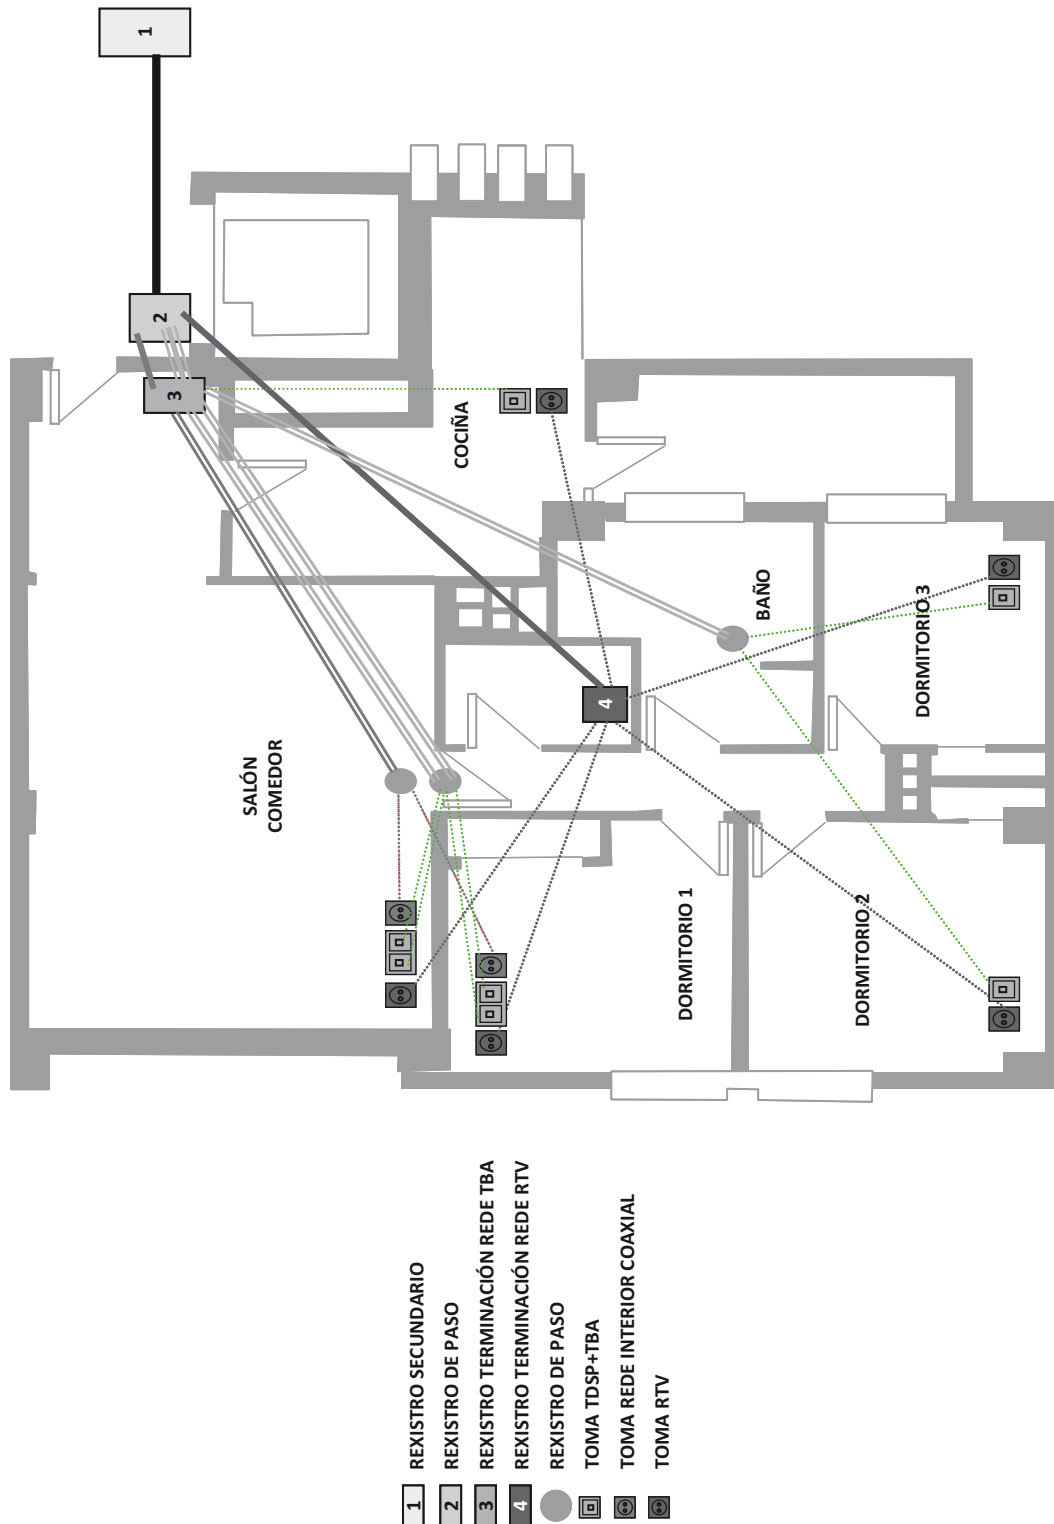 1
2
3
4
SALÓN
COMEDOR
COCIÑA
BAÑO
DORMITORIO 3
DORMITORIO 1
DORMITORIO 2
1 REXISTRO SECUNDARIO
2 REXISTRO DE PASO
3 REXISTRO TERMINACIÓN REDE TBA
4 REXISTRO TERMINACIÓN REDE RTV
REXISTRO DE PASO
TOMA TDSP+TBA
TOMA REDE INTERIOR COAXIAL
TOMA RTV